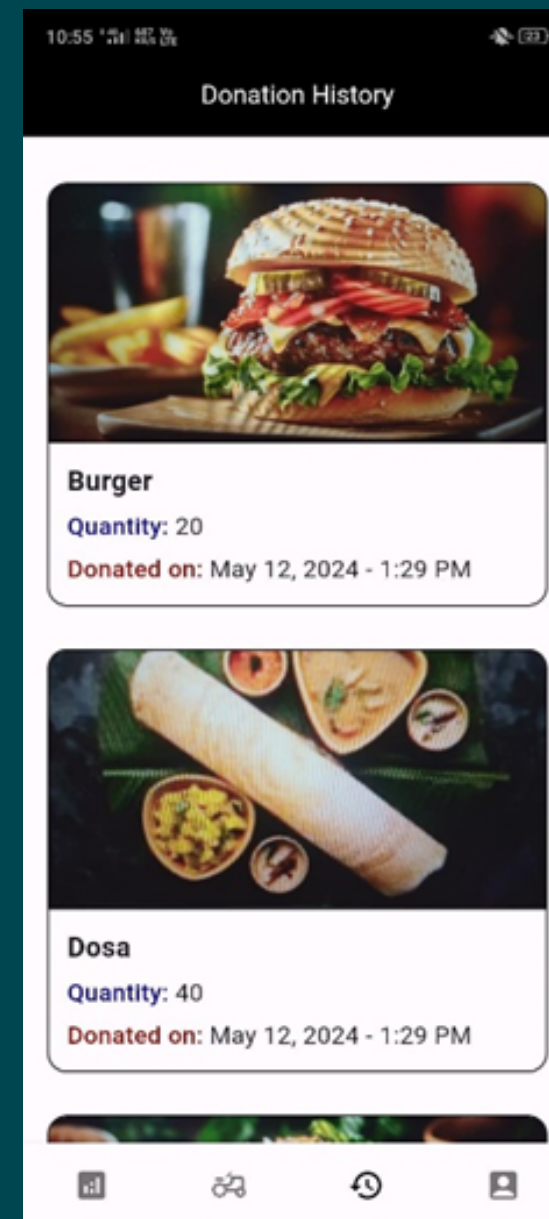 10:55
23
Donation History
Burger
Quantity: 20
Donated on: May 12, 2024 - 1:29 PM
Dosa
Quantity: 40
Donated on: May 12, 2024 - 1:29 PM